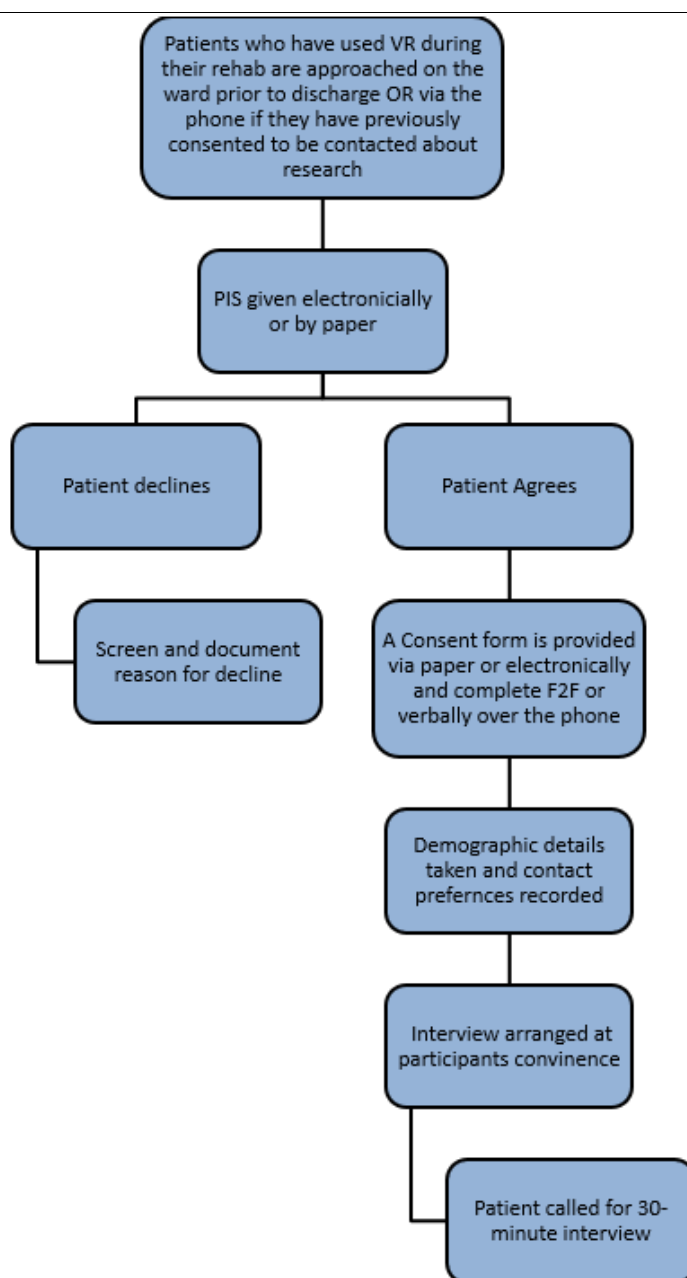 Patients who have used VR during
their rehab are approached on the
ward prior to discharge OR via the
phone if they have previously
consented to be contacted about
research
PIS given electronicially
or by paper
Patient declines
Patient Agrees
Screen and document
reason for decline
A Consent form is provided
via paper or electronically
and complete F2F or
verbally over the phone
Demographic details
taken and contact
prefernces recorded
Interview arranged at
participants convinence
Patient called for 30-
minute interview